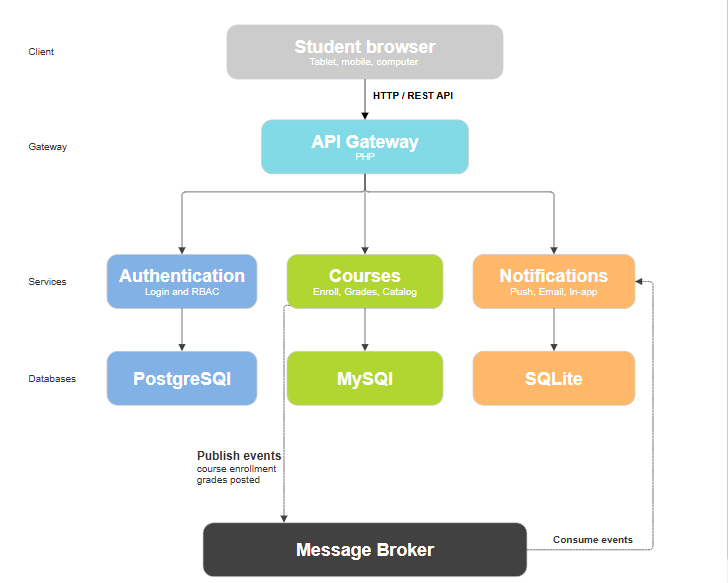 Client
Student browser
Tablet, mobile, computer
HTTP / REST API
Gateway
API Gateway
PHP
Services
Authentication
Login and RBAC
Courses
Enroll, Grades, Catalog
Notifications
Push, Email, In-app
Databases
PostgreSQl
MySQl
SQLite
Publish events
course enrollment
grades posted
Message Broker
Consume events